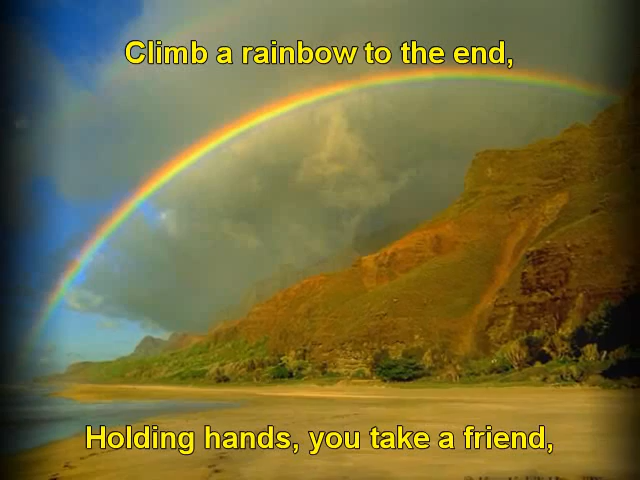 Climb a rainbow to the end,
Holding hands, you take a friend,